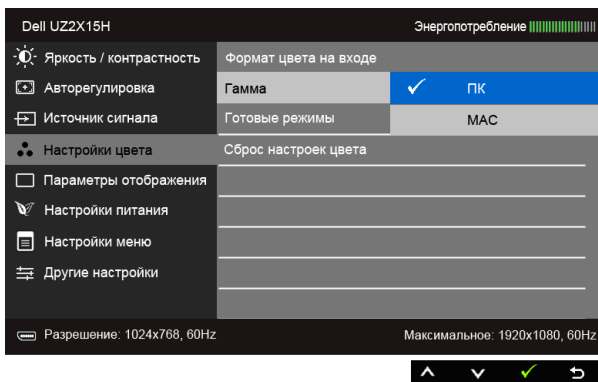 Dell UZ2X15H Энергопотребление
Яркость / контрастность Формат цвета на входе
Авторегулировка Гамма ПК
Источник сигнала Готовые режимы MAC
Настройки цвета Сброс настроек цвета
Параметры отображения
Настройки питания
Настройки меню
Другие настройки
Разрешение: 1024x768, 60Hz Максимальное: 1920x1080, 60Hz